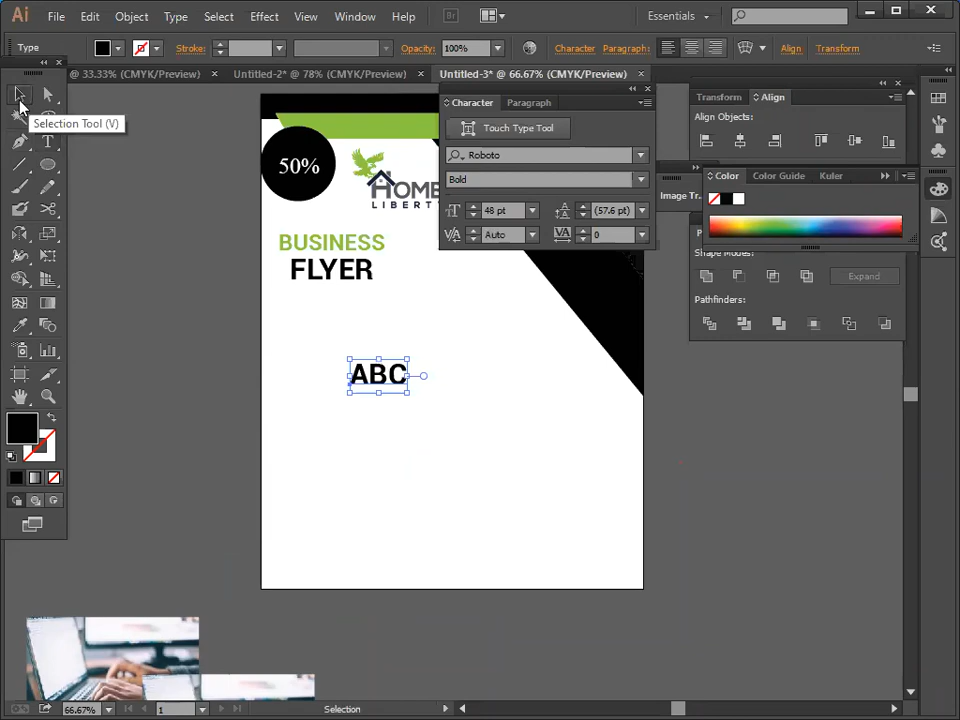 Ai File Edit Object Type Select Effect View Window Help Br Essentials
Type Stroke: Opacity: 100% Character Paragraph: Align Transform
@ 33.33% (CMYK/Preview) × Untitled-2* @ 78% (CMYK/Preview) × Untitled-3* @ 66.67% (CMYK/Preview) ×
Selection Tool (V)
Character Paragraph
Touch Type Tool
Roboto
Bold
48 pt (57.6 pt)
Auto 0
Transform Align
Align Objects:
Image Tr.
Color Color Guide Kuler
Shape Modes:
Expand
Pathfinders:
50%
HOME
LIBERTY
BUSINESS
FLYER
ABC
66.67% 1 Selection